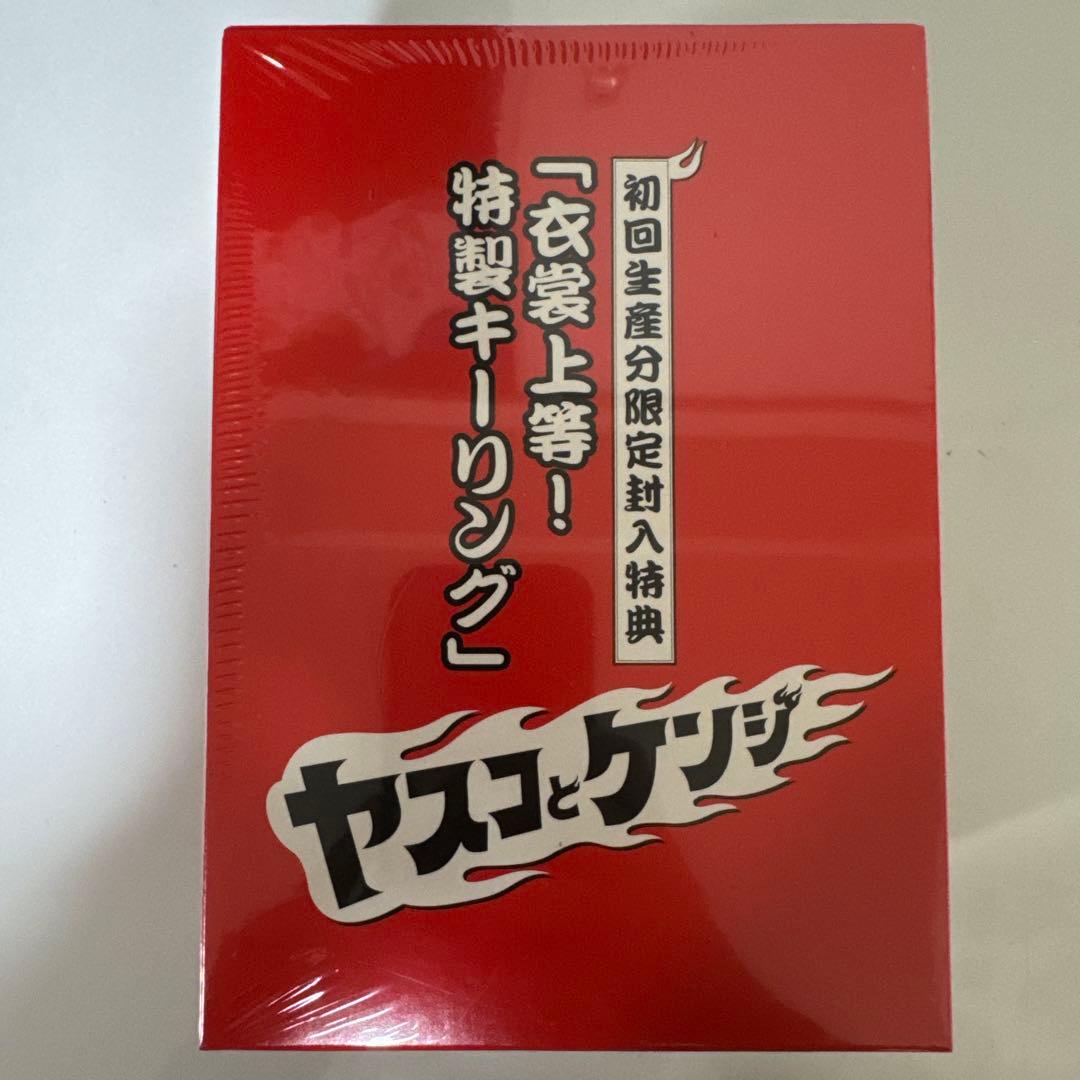 初回生産分限定封入特典
「衣裳上等！
特製キーリング」
ヤスコとケンジ